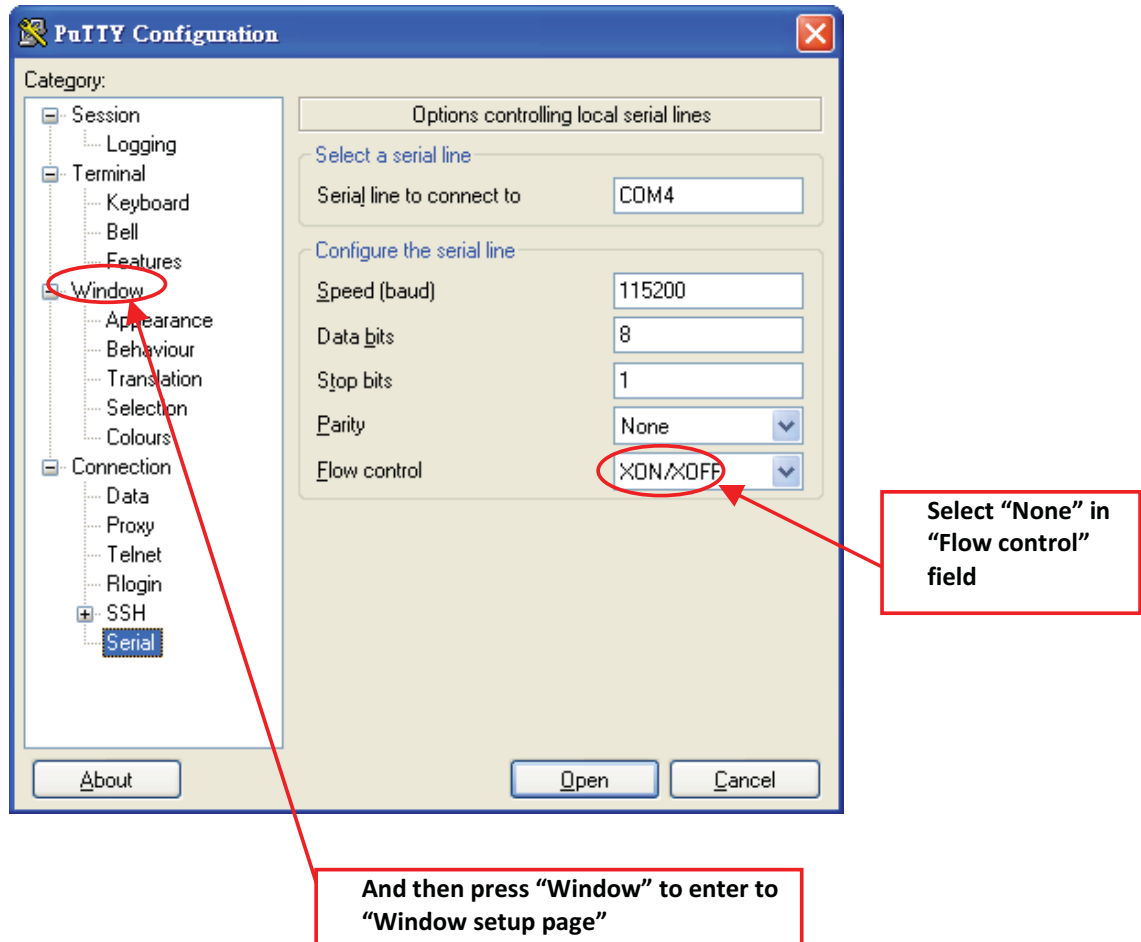 PuTTY Configuration
Category:
Session
Logging
Terminal
Keyboard
Bell
Features
Window
Appearance
Behaviour
Translation
Selection
Colours
Connection
Data
Proxy
Telnet
Rlogin
SSH
Serial
Options controlling local serial lines
Select a serial line
Serial line to connect to COM4
Configure the serial line
Speed (baud) 115200
Data bits 8
Stop bits 1
Parity None
Flow control XON/XOFF
About
Open
Cancel
Select “None” in
“Flow control”
field
And then press “Window” to enter to
“Window setup page”